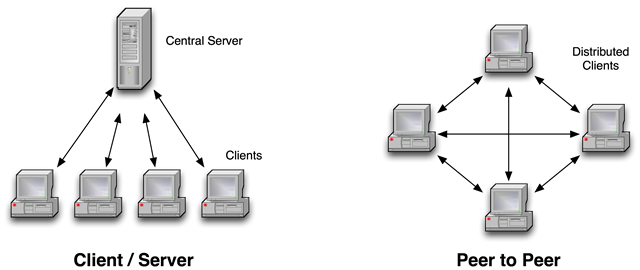 Central Server
Clients
Client / Server
Distributed
Clients
Peer to Peer